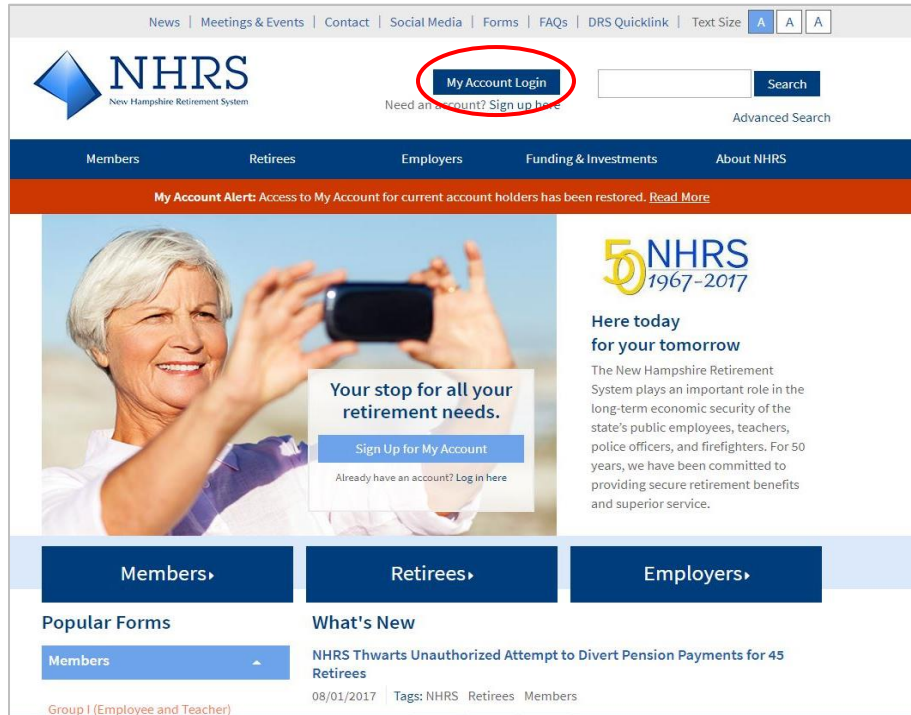 News | Meetings & Events | Contact | Social Media | Forms | FAQs | DRS Quicklink | Text Size A A A
NHRS
New Hampshire Retirement System
My Account Login
Need an account? Sign up here
Search
Advanced Search
Members Retirees Employers Funding & Investments About NHRS
My Account Alert: Access to My Account for current account holders has been restored. Read More
Your stop for all your
retirement needs.
Sign Up for My Account
Already have an account? Log in here
50 NHRS
1967-2017
Here today
for your tomorrow
The New Hampshire Retirement
System plays an important role in the
long-term economic security of the
state's public employees, teachers,
police officers, and firefighters. For 50
years, we have been committed to
providing secure retirement benefits
and superior service.
Members
Retirees
Employers
Popular Forms
Members
Group I (Employee and Teacher)
What's New
NHRS Thwarts Unauthorized Attempt to Divert Pension Payments for 45
Retirees
08/01/2017 | Tags: NHRS Retirees Members